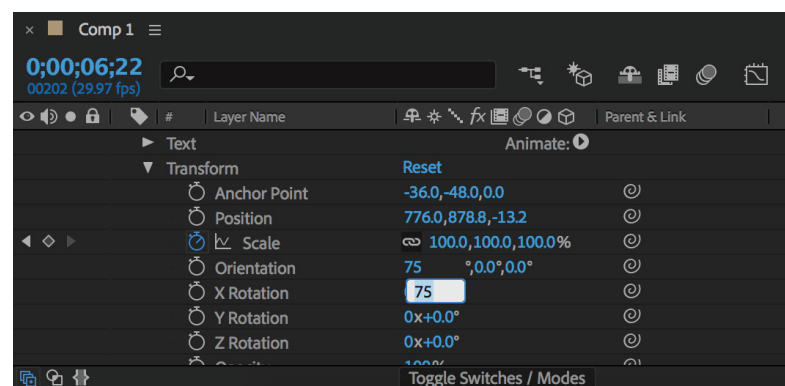 × Comp 1 ≡
0;00;06;22
00202 (29.97 fps)
# Layer Name fx Parent & Link
Text Animate:
Transform Reset
Anchor Point -36.0,-48.0,0.0
Position 776.0,878.8,-13.2
Scale 100.0,100.0,100.0%
Orientation 75 °,0.0°,0.0°
X Rotation 75
Y Rotation 0x+0.0°
Z Rotation 0x+0.0°
Opacity 100%
Toggle Switches / Modes